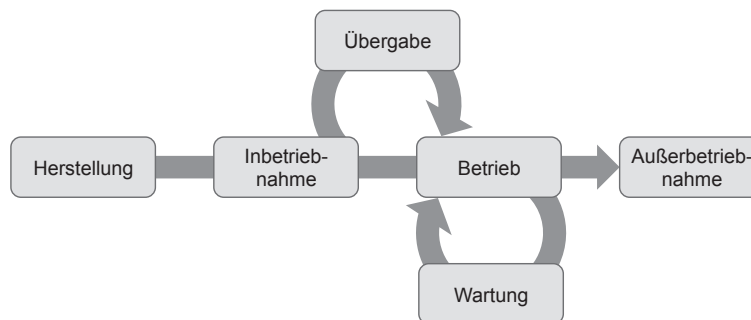 Übergabe
Herstellung
Inbetrieb-
nahme
Betrieb
Außerbetrieb-
nahme
Wartung